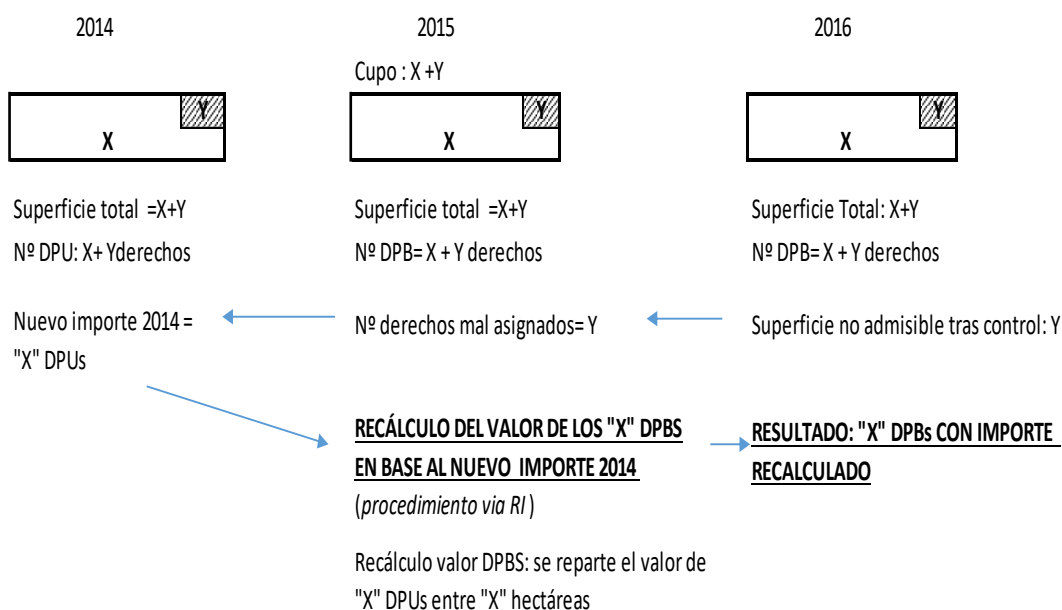 2014
2015
2016
Cupo : X +Y
Y
X
Y
X
Y
X
Superficie total =X+Y
Nº DPU: X+ Yderechos
Superficie total =X+Y
Nº DPB= X + Y derechos
Superficie Total: X+Y
Nº DPB= X + Y derechos
Nuevo importe 2014 =
"X" DPUs
Nº derechos mal asignados= Y
Superficie no admisible tras control: Y
RECÁLCULO DEL VALOR DE LOS "X" DPBS
EN BASE AL NUEVO IMPORTE 2014
(procedimiento via RI )
RESULTADO: "X" DPBs CON IMPORTE
RECALCULADO
Recálculo valor DPBS: se reparte el valor de
"X" DPUs entre "X" hectáreas